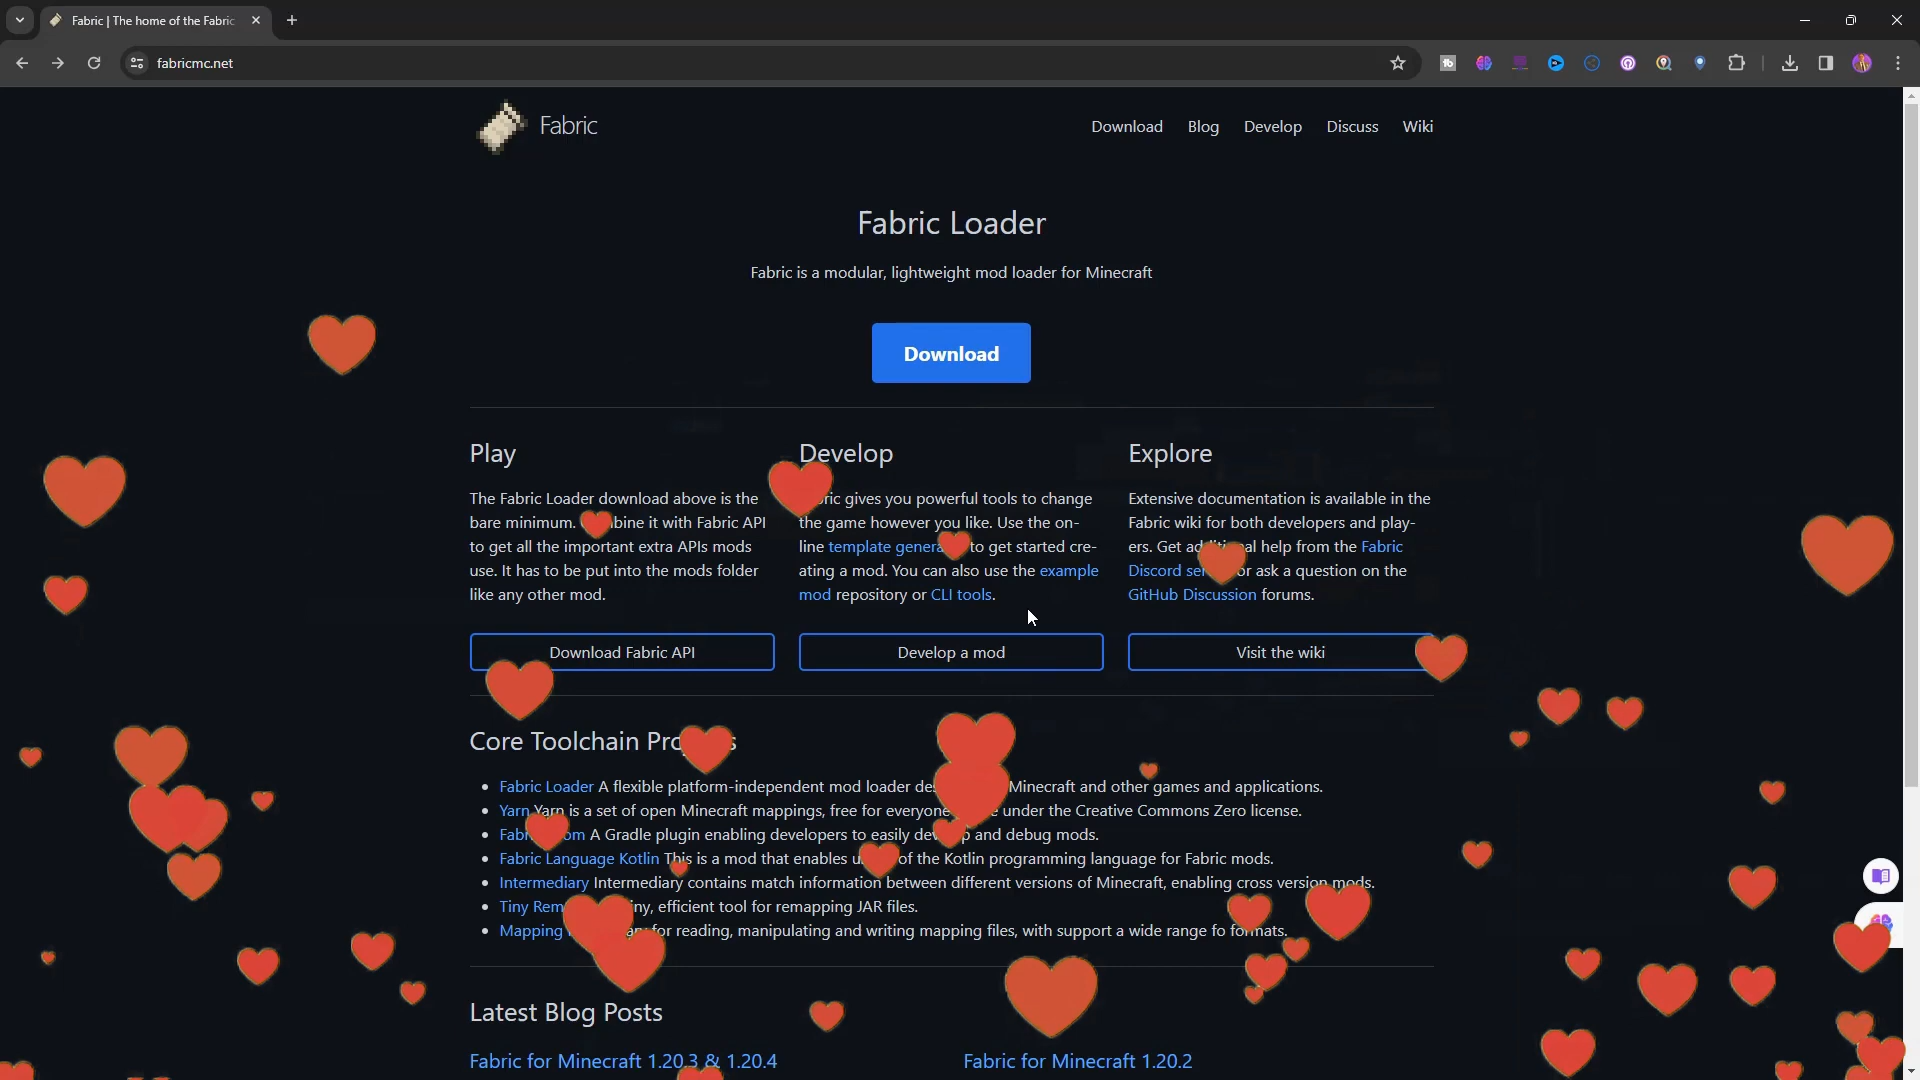 Fabric | The home of the Fabric
fabricmc.net
Fabric
Download Blog Develop Discuss Wiki
Fabric Loader
Fabric is a modular, lightweight mod loader for Minecraft
Download
Play
The Fabric Loader download above is the
bare minimum. bine it with Fabric API
to get all the important extra APIs mods
use. It has to be put into the mods folder
like any other mod.
Download Fabric API
Develop
ric gives you powerful tools to change
the game however you like. Use the on-
line template genera to get started cre-
ating a mod. You can also use the example
mod repository or CLI tools.
Develop a mod
Explore
Extensive documentation is available in the
Fabric wiki for both developers and play-
ers. Get ad al help from the Fabric
Discord se or ask a question on the
GitHub Discussion forums.
Visit the wiki
Core Toolchain Pro s
Fabric Loader A flexible platform-independent mod loader de Minecraft and other games and applications.
Yarn Yarn is a set of open Minecraft mappings, free for everyone under the Creative Commons Zero license.
Fabr om A Gradle plugin enabling developers to easily dev p and debug mods.
Fabric Language Kotlin This is a mod that enables u of the Kotlin programming language for Fabric mods.
Intermediary Intermediary contains match information between different versions of Minecraft, enabling cross version mods.
Tiny Rem iny, efficient tool for remapping JAR files.
Mapping for reading, manipulating and writing mapping files, with support a wide range fo formats.
Latest Blog Posts
Fabric for Minecraft 1.20.3 & 1.20.4
Fabric for Minecraft 1.20.2